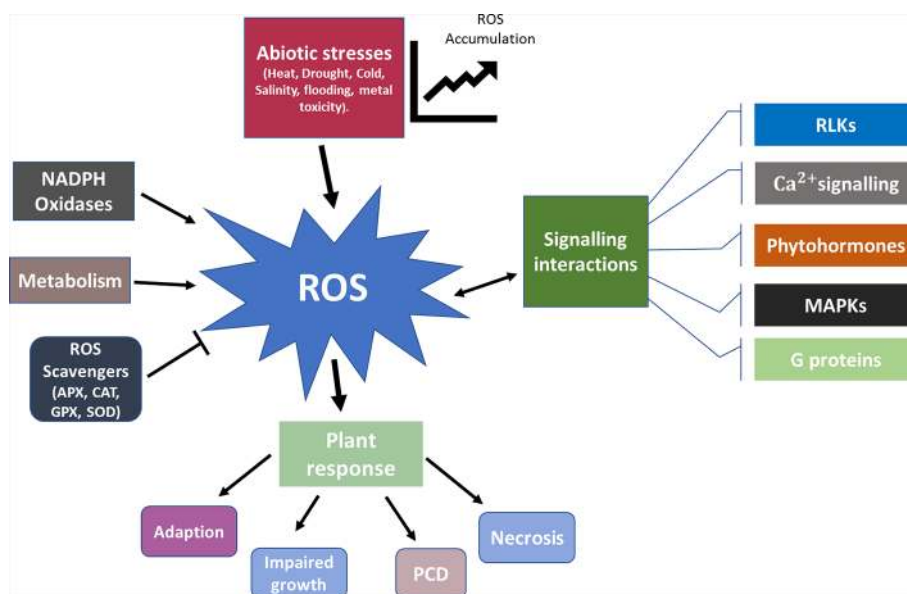 Abiotic stresses
(Heat, Drought, Cold,
Salinity, flooding, metal
toxicity).
ROS
Accumulation
NADPH
Oxidases
Metabolism
ROS
Scavengers
(APX, CAT,
GPX, SOD)
ROS
Signalling
interactions
RLKs
Ca²⁺signalling
Phytohormones
MAPKs
G proteins
Plant
response
Adaption
Impaired
growth
PCD
Necrosis